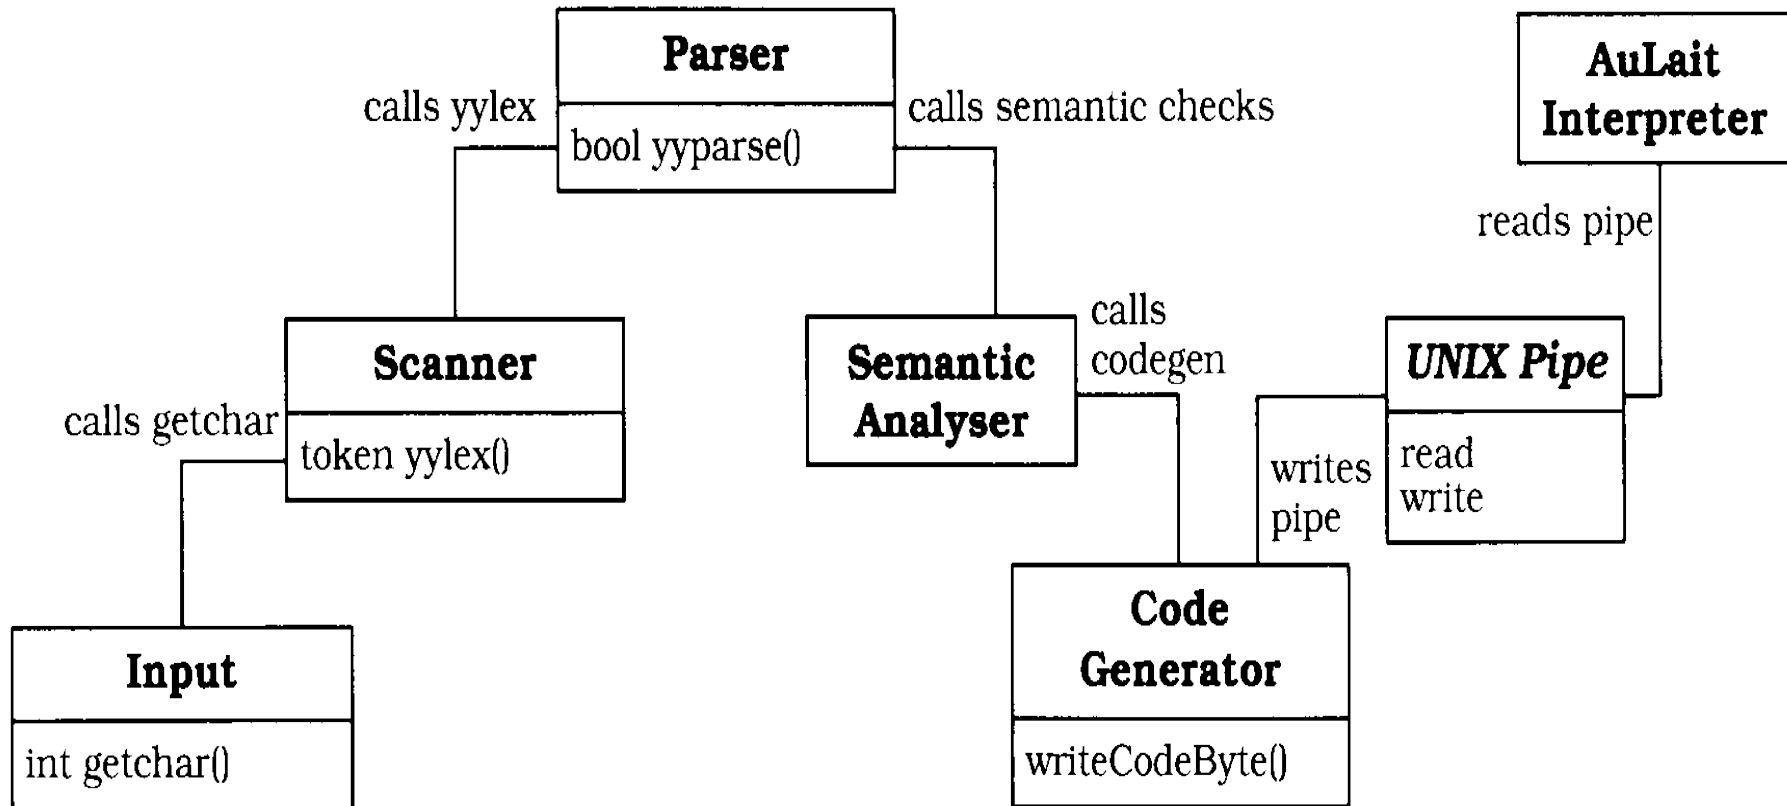 Parser
calls yylex
bool yyparse()
calls semantic checks
AuLait
Interpreter
reads pipe
Scanner
calls getchar
token yylex()
Semantic
Analyser
calls
codegen
UNIX Pipe
read
write
writes
pipe
Input
int getchar()
Code
Generator
writeCodeByte()